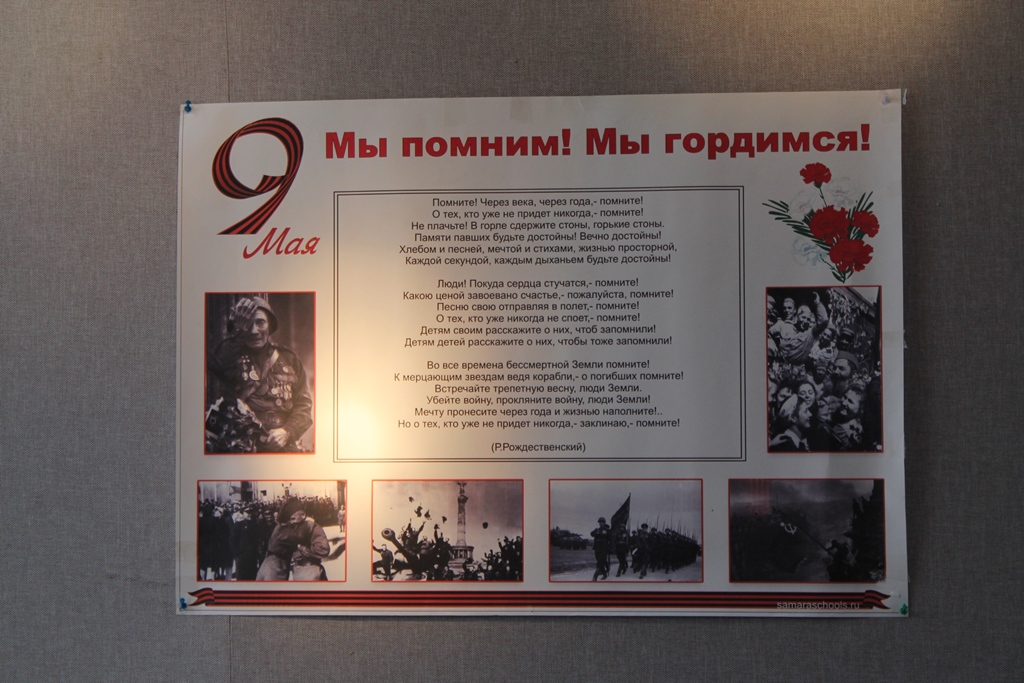 9 Мая
Мы помним! Мы гордимся!
Помните! Через века, через года,- помните!
О тех, кто уже не придет никогда,- помните!
Не плачьте! В горле сдержите стоны, горькие стоны.
Памяти павших будьте достойны! Вечно достойны!
Хлебом и песней, мечтой и стихами, жизнью просторной,
Каждой секундой, каждым дыханьем будьте достойны!
Люди! Покуда сердца стучатся,- помните!
Какою ценой завоевано счастье,- пожалуйста, помните!
Песню свою отправляя в полет,- помните!
О тех, кто уже никогда не споет,- помните!
Детям своим расскажите о них, чтоб запомнили!
Детям детей расскажите о них, чтобы тоже запомнили!
Во все времена бессмертной Земли помните!
К мерцающим звездам ведя корабли,- о погибших помните!
Встречайте трепетную весну, люди Земли.
Убейте войну, прокляните войну, люди Земли!
Мечту пронесите через года и жизнью наполните!..
Но о тех, кто уже не придет никогда,- заклинаю,- помните!
(Р.Рождественский)
samaraschools.ru